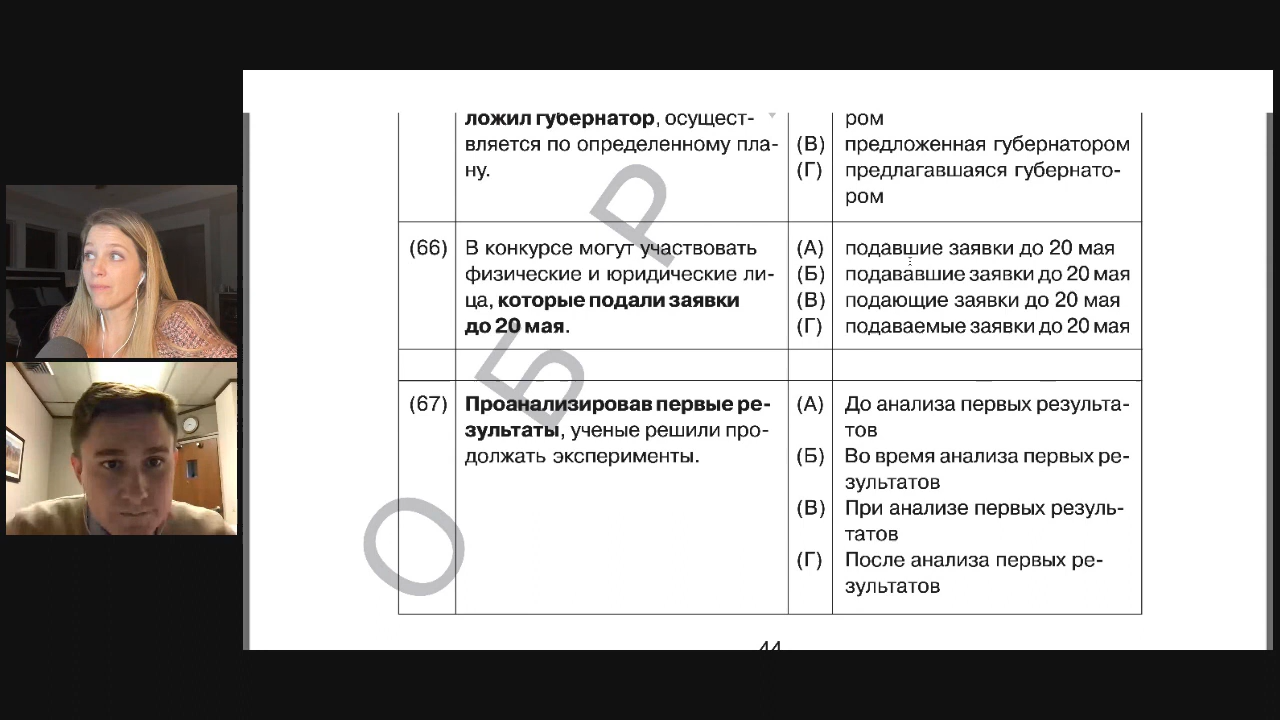 ложил губернатор, осущест-
вляется по определенному пла-
ну.
ром
(В) предложенная губернатором
(Г) предлагавшаяся губернато-
ром
(66) В конкурсе могут участвовать
физические и юридические ли-
ца, которые подали заявки
до 20 мая.
(А) подавшие заявки до 20 мая
(Б) подававшие заявки до 20 мая
(В) подающие заявки до 20 мая
(Г) подаваемые заявки до 20 мая
(67) Проанализировав первые ре-
зультаты, ученые решили про-
должать эксперименты.
(А) До анализа первых результа-
тов
(Б) Во время анализа первых ре-
зультатов
(В) При анализе первых резуль-
татов
(Г) После анализа первых ре-
зультатов
44
О Б Р